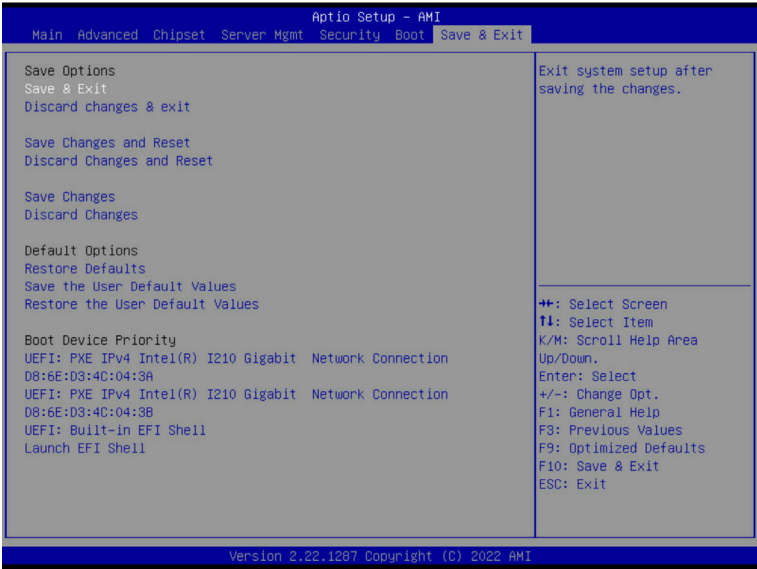 Aptio Setup – AMI
Main Advanced Chipset Server Mgmt Security Boot Save & Exit
Save Options
Save & Exit
Discard changes & exit
Save Changes and Reset
Discard Changes and Reset
Save Changes
Discard Changes
Default Options
Restore Defaults
Save the User Default Values
Restore the User Default Values
Boot Device Priority
UEFI: PXE IPv4 Intel(R) I210 Gigabit Network Connection
D8:6E:D3:4C:04:3A
UEFI: PXE IPv4 Intel(R) I210 Gigabit Network Connection
D8:6E:D3:4C:04:3B
UEFI: Built-in EFI Shell
Launch EFI Shell
Exit system setup after
saving the changes.
→←: Select Screen
↑↓: Select Item
K/M: Scroll Help Area
Up/Down.
Enter: Select
+/-: Change Opt.
F1: General Help
F3: Previous Values
F9: Optimized Defaults
F10: Save & Exit
ESC: Exit
Version 2.22.1287 Copyright (C) 2022 AMI